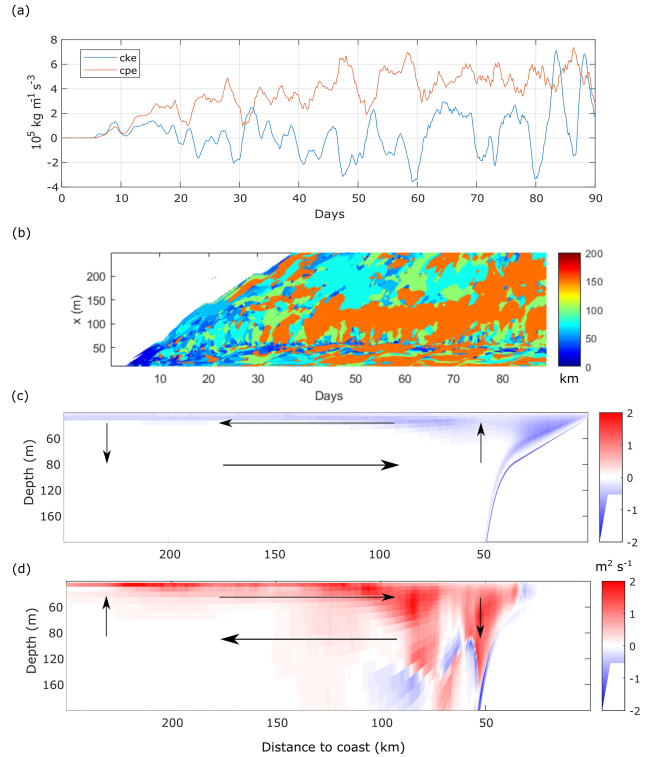 (a)
8
6
4
2
0
-2
-4
10⁵ kg m⁻¹ s⁻³
cke
cpe
0 10 20 30 40 50 60 70 80 90
Days
(b)
200
150
100
50
x (m)
200
150
100
50
0
km
10 20 30 40 50 60 70 80
Days
(c)
60
80
120
160
Depth (m)
2
1
0
-1
-2
200 150 100 50
m² s⁻¹
(d)
60
80
120
160
Depth (m)
2
1
0
-1
-2
200 150 100 50 0
Distance to coast (km)